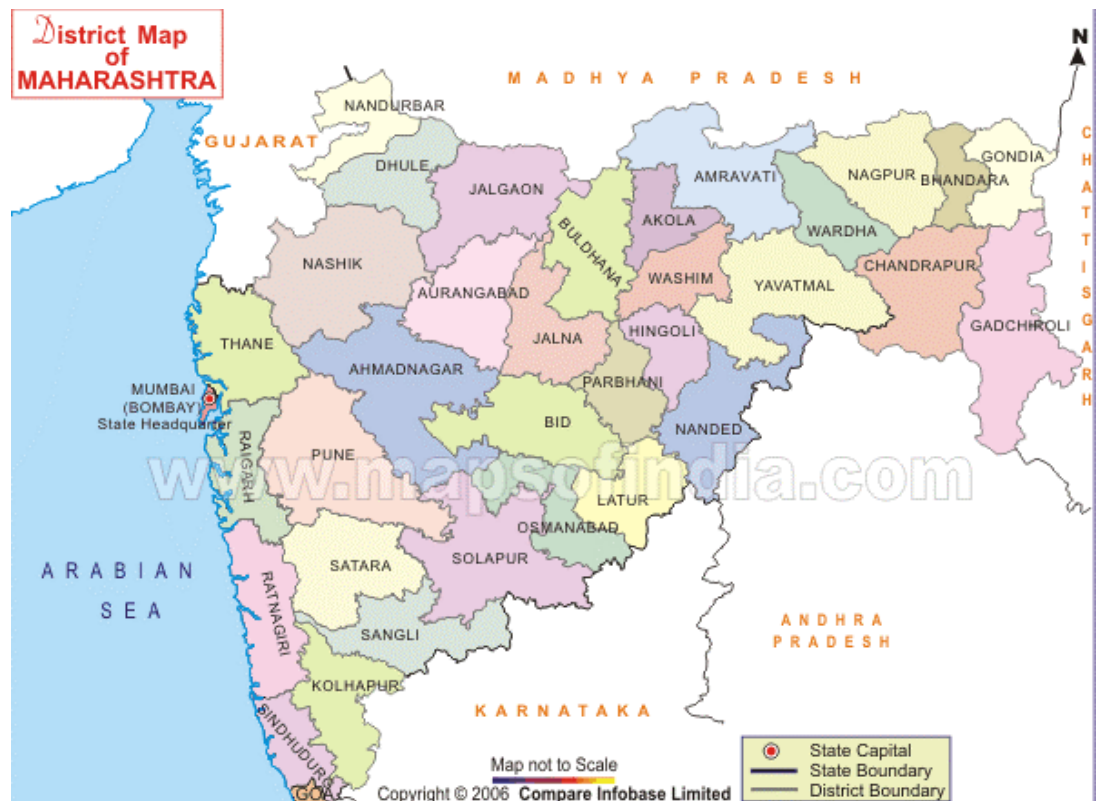 District Map
of
MAHARASHTRA
N
MADHYA PRADESH
GUJARAT
CHATTISGARH
NANDURBAR
DHULE
JALGAON
AMRAVATI
NAGPUR
BHANDARA
GONDIA
AKOLA
WARDHA
BULDHANA
NASHIK
AURANGABAD
WASHIM
YAVATMAL
CHANDRAPUR
GADCHIROLI
THANE
JALNA
HINGOLI
AHMADNAGAR
PARBHANI
MUMBAI
(BOMBAY)
State Headquarter
BID
NANDED
RAIGARH
PUNE
www.mapsofindia.com
LATUR
OSMANABAD
SATARA
SOLAPUR
ARABIAN
SEA
RATNAGIRI
SANGLI
ANDHRA
PRADESH
KOLHAPUR
KARNATAKA
SINDHUDURG
GOA
Map not to Scale
Copyright © 2006 Compare Infobase Limited
State Capital
State Boundary
District Boundary